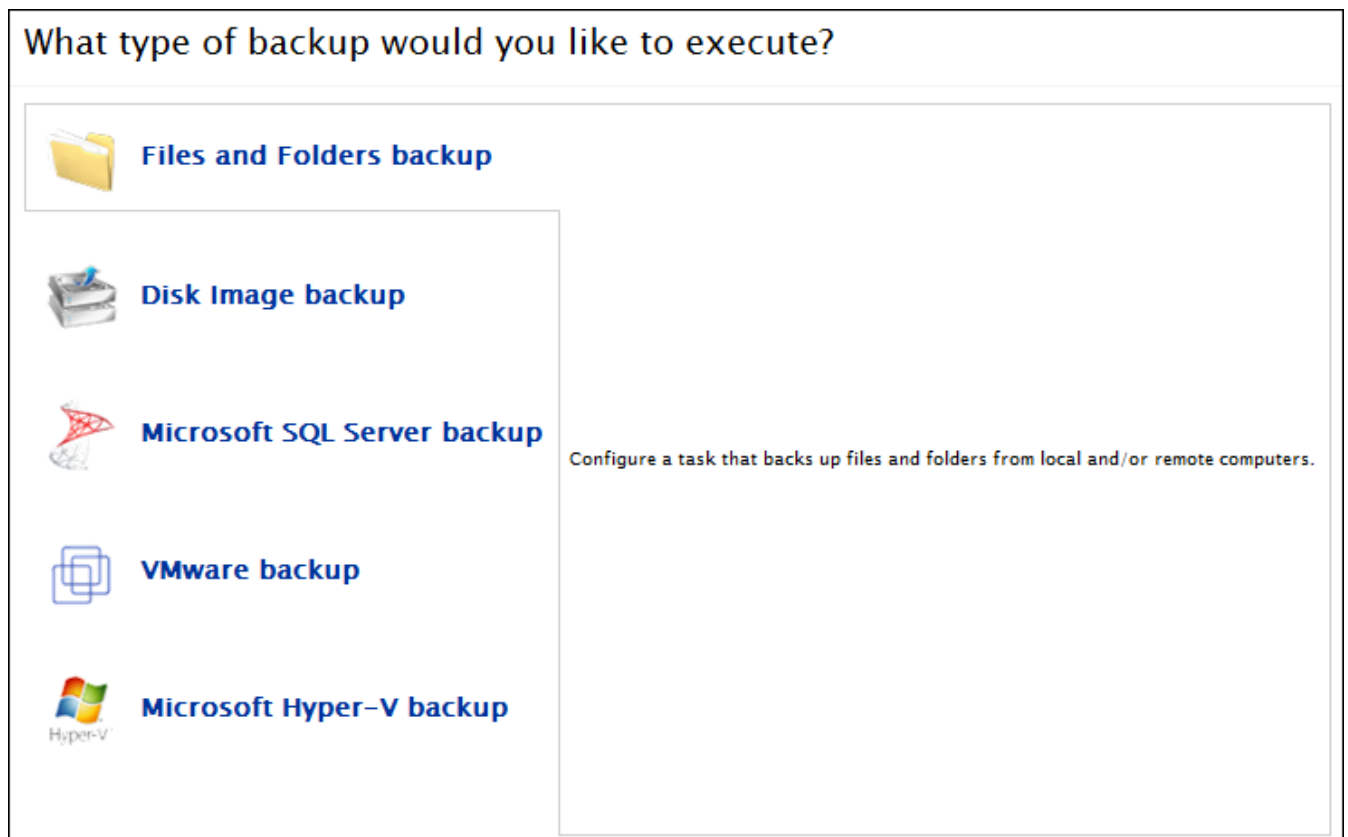 What type of backup would you like to execute?
Files and Folders backup
Disk Image backup
Microsoft SQL Server backup
Configure a task that backs up files and folders from local and/or remote computers.
VMware backup
Microsoft Hyper-V backup
Hyper-V